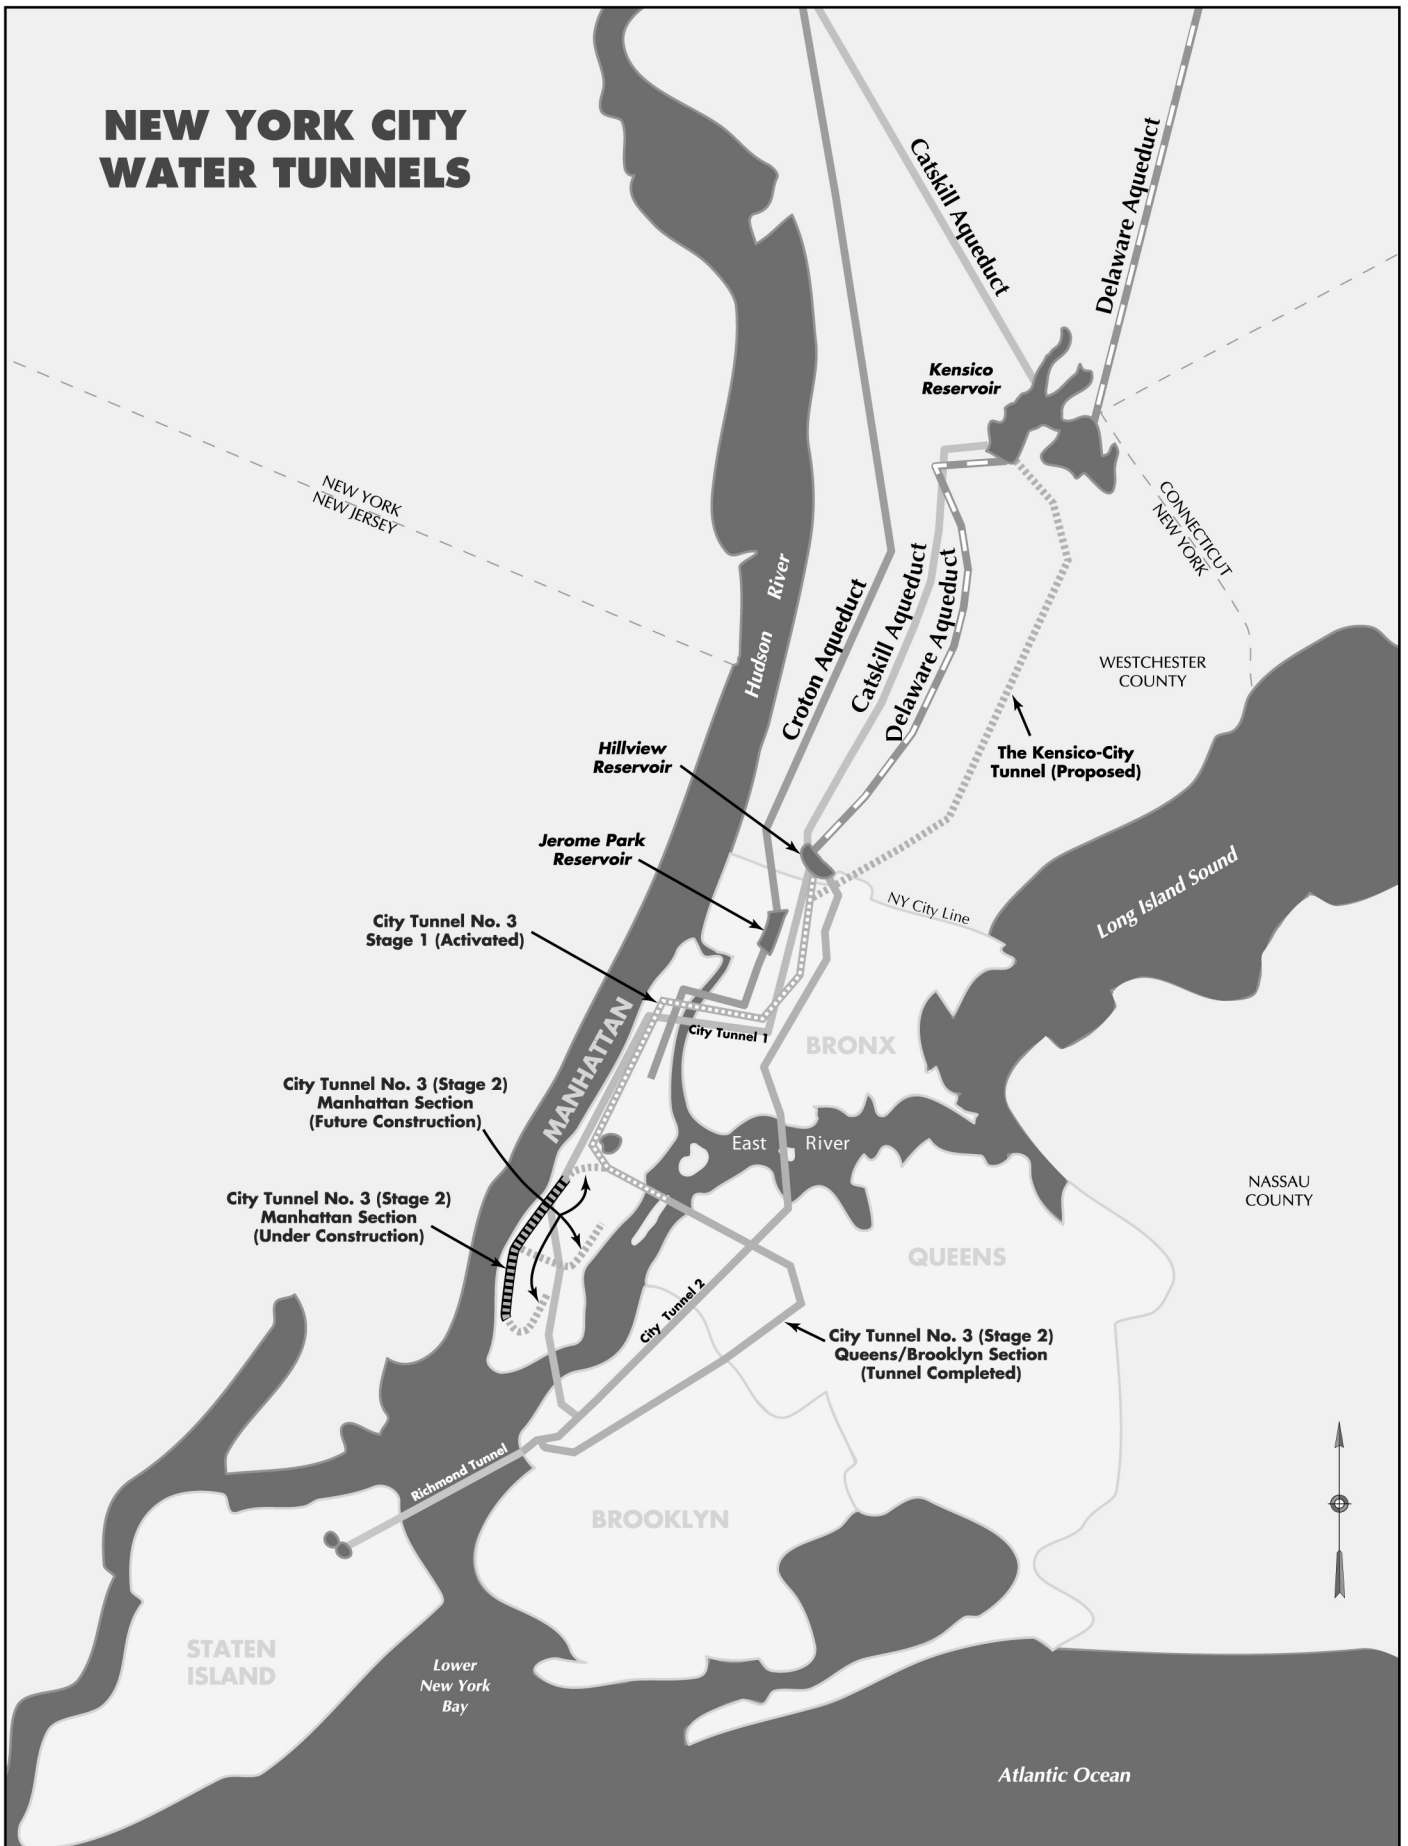 NEW YORK CITY
WATER TUNNELS
Catskill Aqueduct
Delaware Aqueduct
Kensico
Reservoir
NEW YORK
NEW JERSEY
CONNECTICUT
NEW YORK
Hudson River
Croton Aqueduct
Catskill Aqueduct
Delaware Aqueduct
WESTCHESTER
COUNTY
The Kensico-City
Tunnel (Proposed)
Hillview
Reservoir
Jerome Park
Reservoir
NY City Line
Long Island Sound
City Tunnel No. 3
Stage 1 (Activated)
MANHATTAN
City Tunnel 1
BRONX
City Tunnel No. 3 (Stage 2)
Manhattan Section
(Future Construction)
East River
City Tunnel No. 3 (Stage 2)
Manhattan Section
(Under Construction)
NASSAU
COUNTY
QUEENS
City Tunnel 2
City Tunnel No. 3 (Stage 2)
Queens/Brooklyn Section
(Tunnel Completed)
Richmond Tunnel
BROOKLYN
STATEN
ISLAND
Lower
New York
Bay
Atlantic Ocean